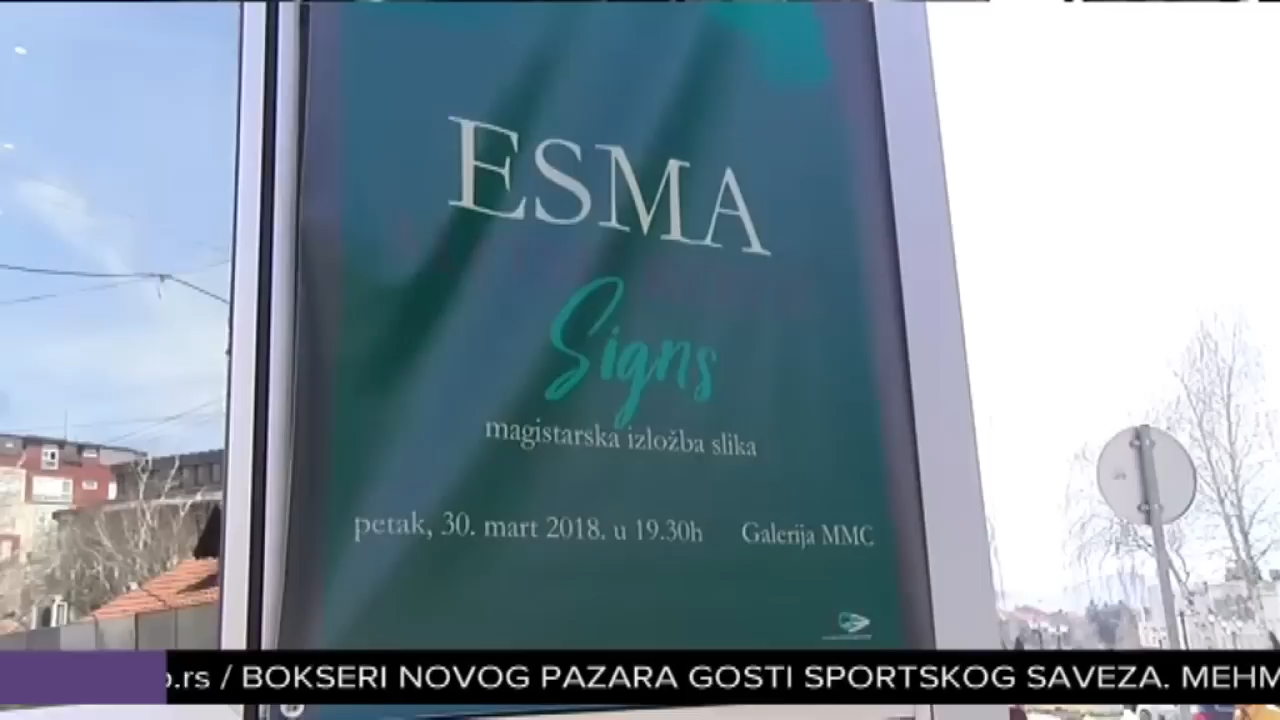 ESMA
Signs
magistarska izložba slika
petak, 30. mart 2018. u 19.30h Galerija MMC
.rs / BOKSERI NOVOG PAZARA GOSTI SPORTSKOG SAVEZA. MEHM